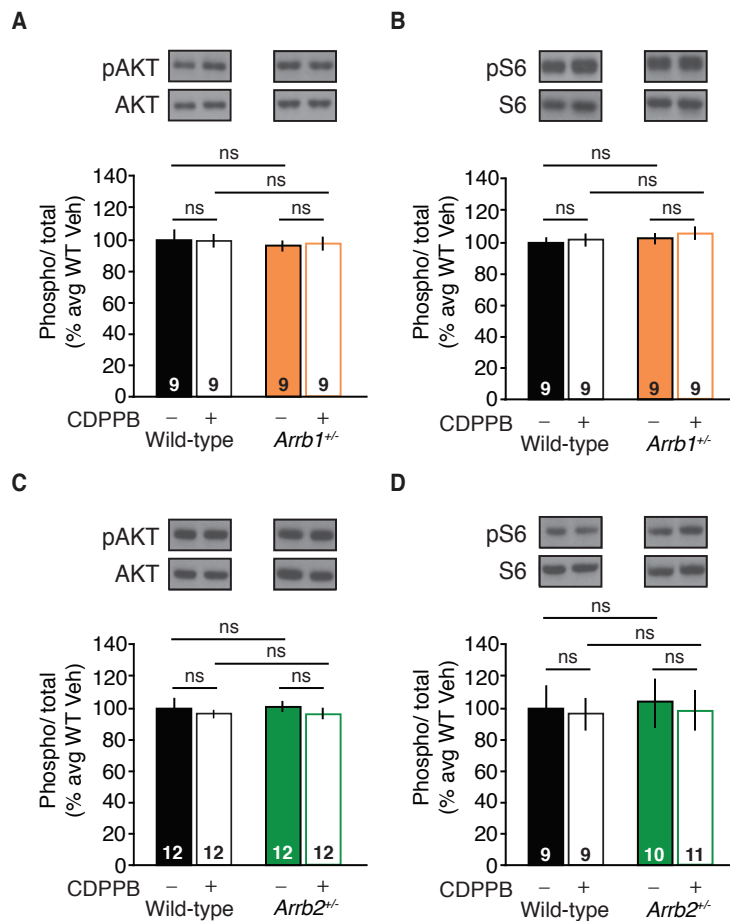 A
pAKT
AKT
ns
ns
ns
ns
Phospho/ total
(% avg WT Veh)
140
120
100
80
60
40
20
0
9
9
9
9
CDPPB
–
+
–
+
Wild-type
Arrb1+/-
B
pS6
S6
ns
ns
ns
ns
Phospho/ total
(% avg WT Veh)
140
120
100
80
60
40
20
0
9
9
9
9
CDPPB
–
+
–
+
Wild-type
Arrb1+/-
C
pAKT
AKT
ns
ns
ns
ns
Phospho/ total
(% avg WT Veh)
140
120
100
80
60
40
20
0
12
12
12
12
CDPPB
–
+
–
+
Wild-type
Arrb2+/-
D
pS6
S6
ns
ns
ns
ns
Phospho/ total
(% avg WT Veh)
140
120
100
80
60
40
20
0
9
9
10
11
CDPPB
–
+
–
+
Wild-type
Arrb2+/-